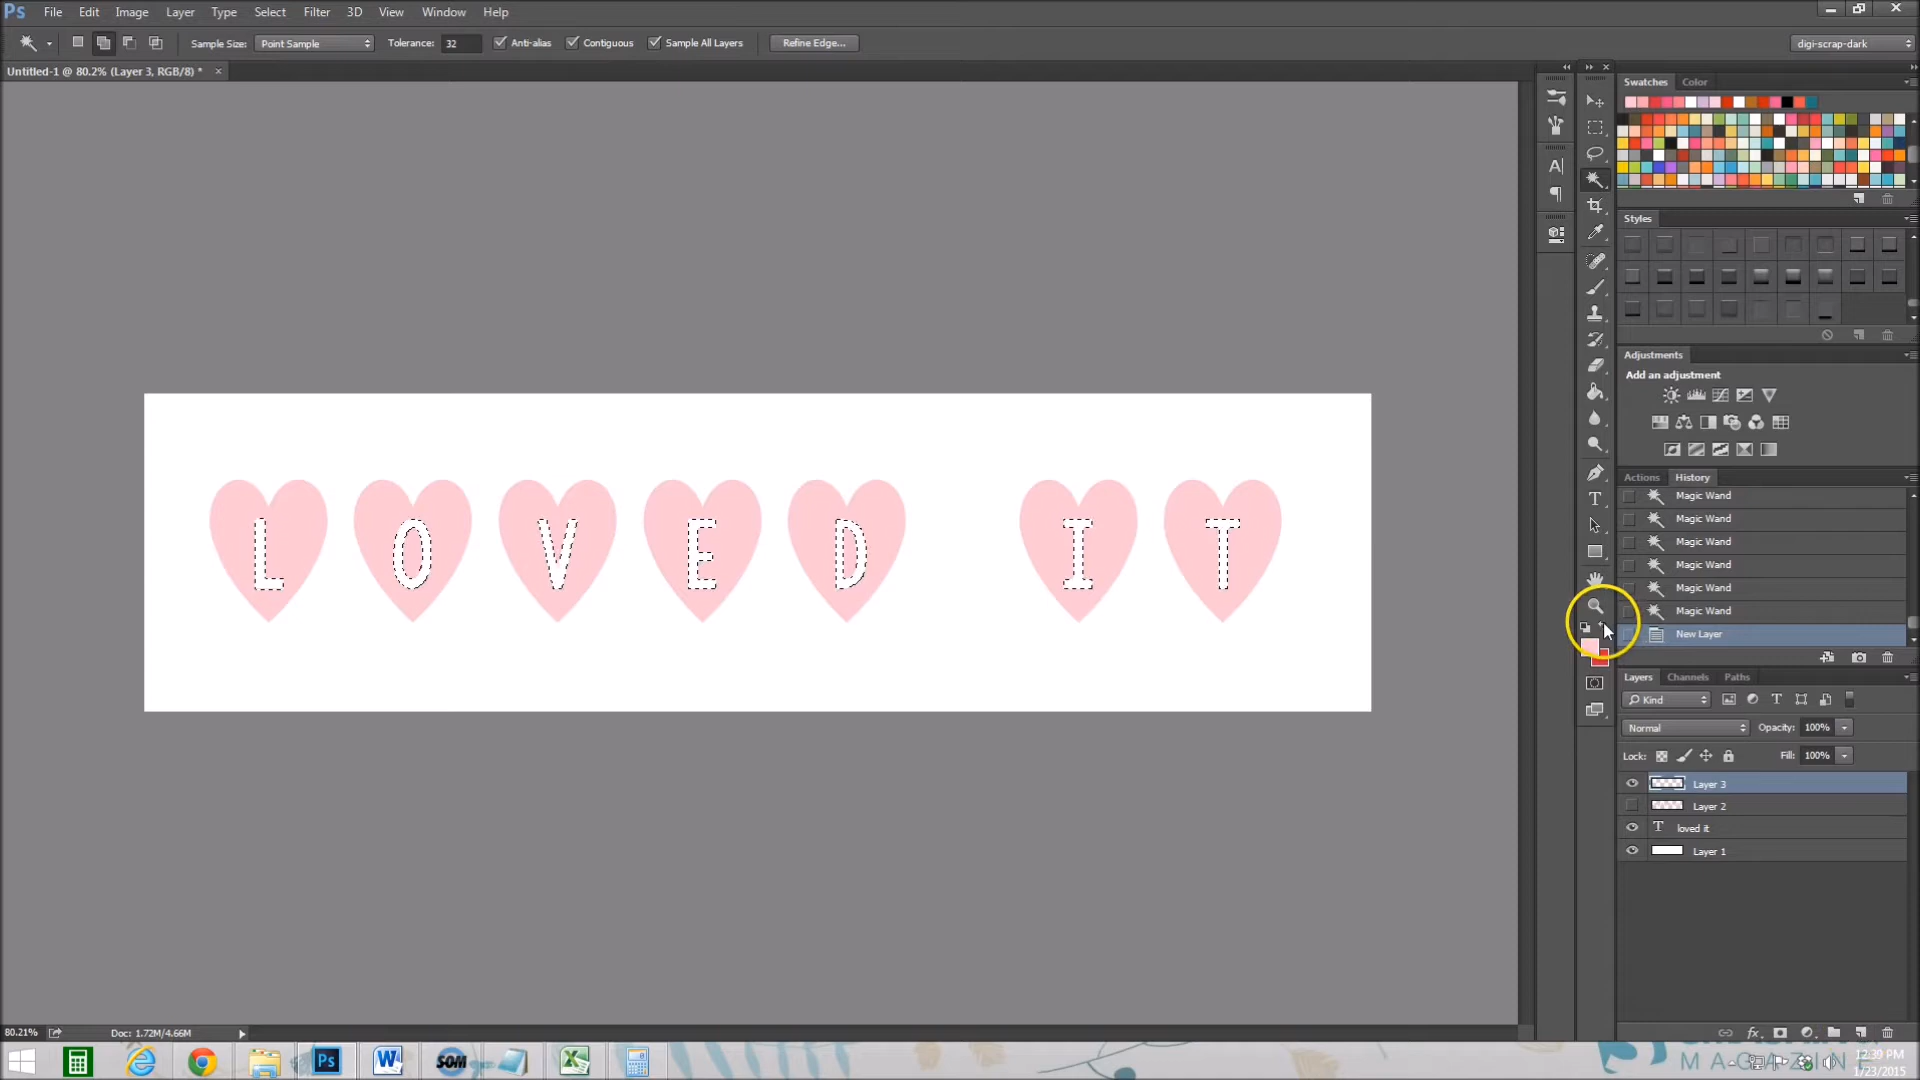 Ps File Edit Image Layer Type Select Filter 3D View Window Help
Sample Size: Point Sample Tolerance: 32 Anti-alias Contiguous Sample All Layers Refine Edge... digi-scrap-dark
Untitled-1 @ 80.2% (Layer 3, RGB/8) * ×
Swatches Color
Styles
Adjustments
Add an adjustment
Actions History
Magic Wand
Magic Wand
Magic Wand
Magic Wand
Magic Wand
Magic Wand
New Layer
L O V E D I T
Layers Channels Paths
Kind
Normal Opacity: 100%
Lock: Fill: 100%
Layer 3
Layer 2
T loved it
Layer 1
80.21% Doc: 1.72M/4.66M
Ps W SOM
MAGAZINE
12:39 PM
1/23/2015